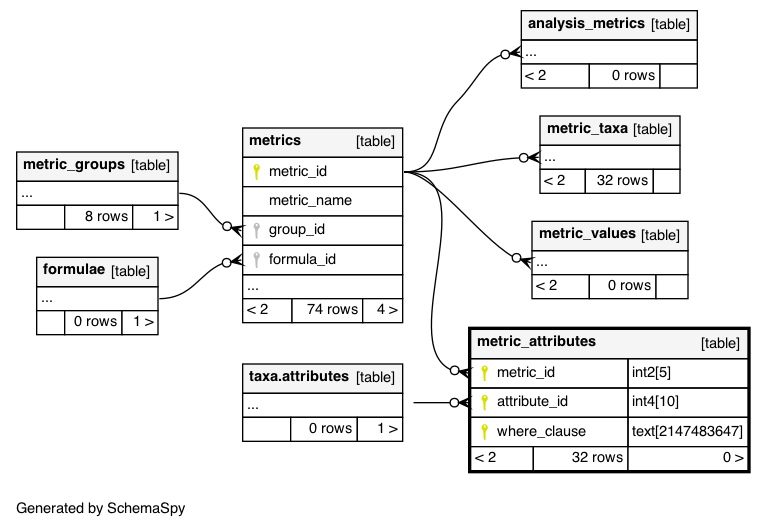 analysis_metrics [table]
...
< 2 0 rows
metric_taxa [table]
...
< 2 32 rows
metrics [table]
metric_id
metric_name
group_id
formula_id
...
< 2 74 rows 4 >
metric_groups [table]
...
8 rows 1 >
formulae [table]
...
0 rows 1 >
metric_values [table]
...
< 2 0 rows
metric_attributes [table]
metric_id int2[5]
attribute_id int4[10]
where_clause text[2147483647]
< 2 32 rows 0 >
taxa.attributes [table]
...
0 rows 1 >
Generated by SchemaSpy